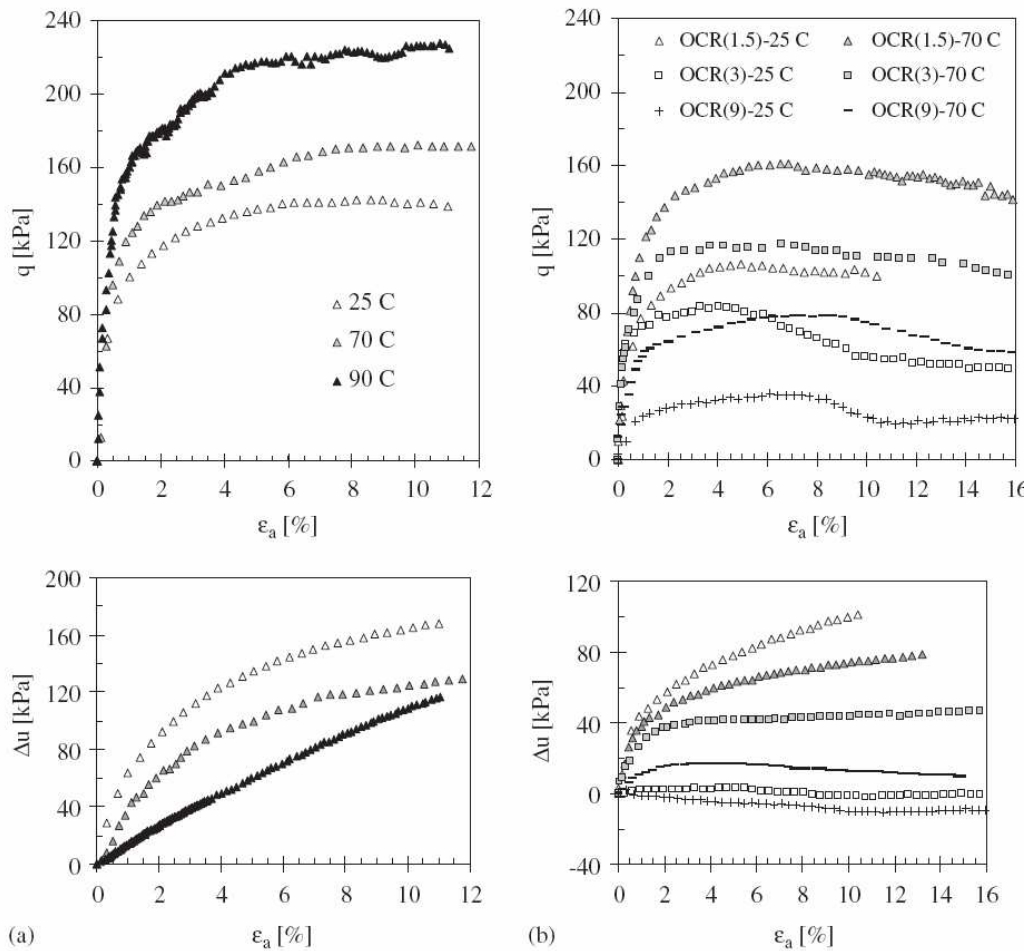 240
200
160
120
80
40
0
q [kPa]
25 C
70 C
90 C
0 2 4 6 8 10 12
εa [%]
240
200
160
120
80
40
0
q [kPa]
OCR(1.5)-25 C OCR(1.5)-70 C
OCR(3)-25 C OCR(3)-70 C
OCR(9)-25 C OCR(9)-70 C
0 2 4 6 8 10 12 14 16
εa [%]
200
160
120
80
40
0
Δu [kPa]
0 2 4 6 8 10 12
(a) εa [%]
120
80
40
0
-40
Δu [kPa]
0 2 4 6 8 10 12 14 16
(b) εa [%]